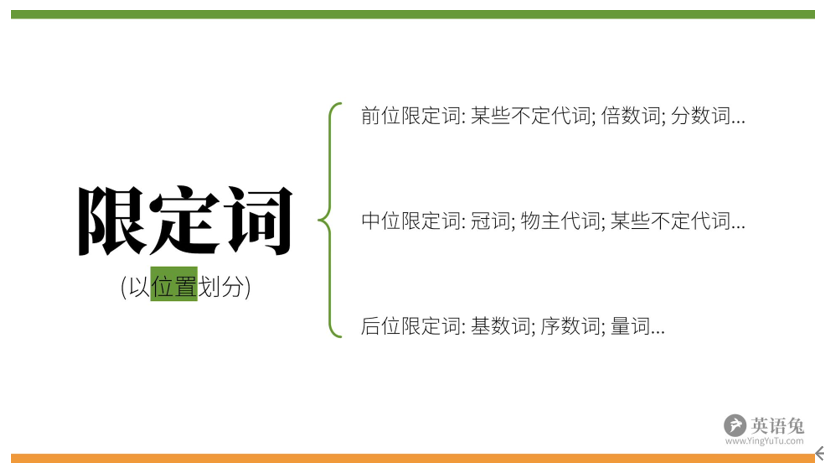 前位限定词: 某些不定代词; 倍数词; 分数词...
限定词
中位限定词: 冠词; 物主代词; 某些不定代词...
(以位置划分)
后位限定词: 基数词; 序数词; 量词...
英语兔
www.YingYuTu.com